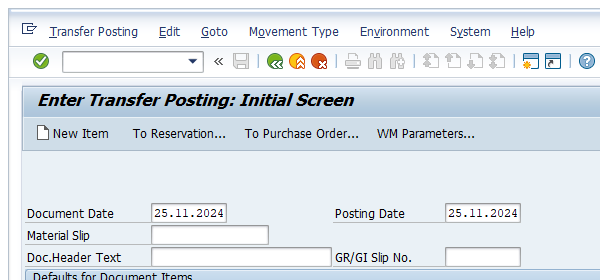 Transfer Posting Edit Goto Movement Type Environment System Help
Enter Transfer Posting: Initial Screen
New Item To Reservation... To Purchase Order... WM Parameters...
Document Date 25.11.2024 Posting Date 25.11.2024
Material Slip
Doc.Header Text GR/GI Slip No.
Defaults for Document Items